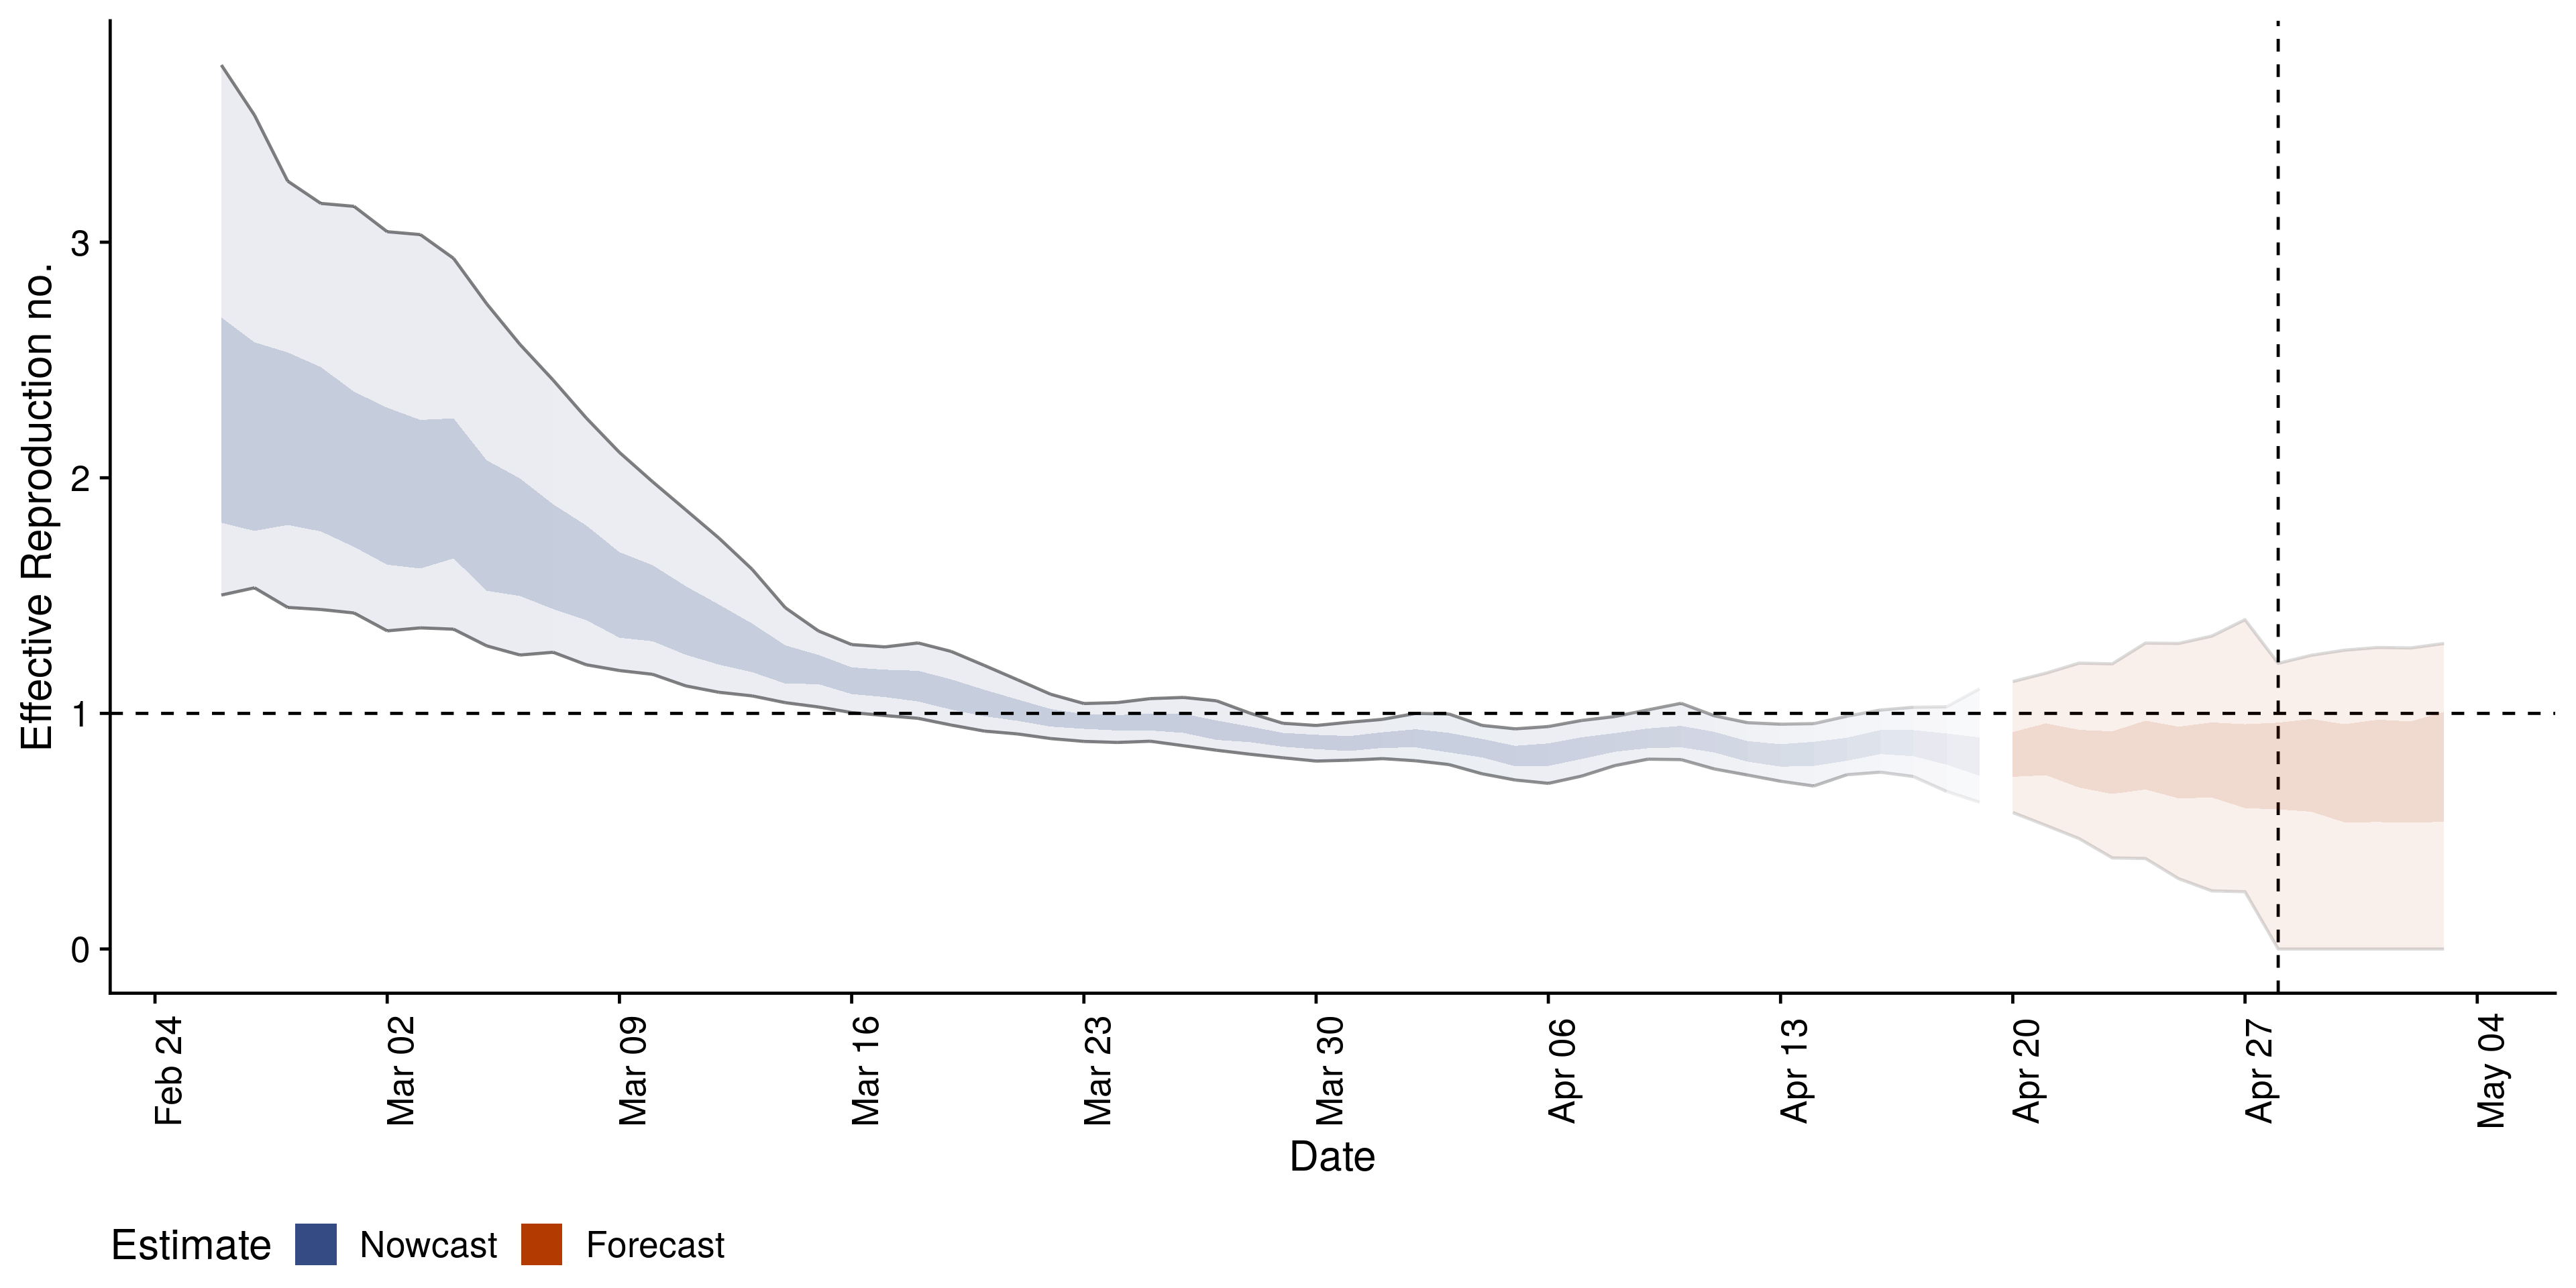 Effective Reproduction no.
3
2
1
0
Feb 24
Mar 02
Mar 09
Mar 16
Mar 23
Mar 30
Apr 06
Apr 13
Apr 20
Apr 27
May 04
Date
Estimate Nowcast Forecast